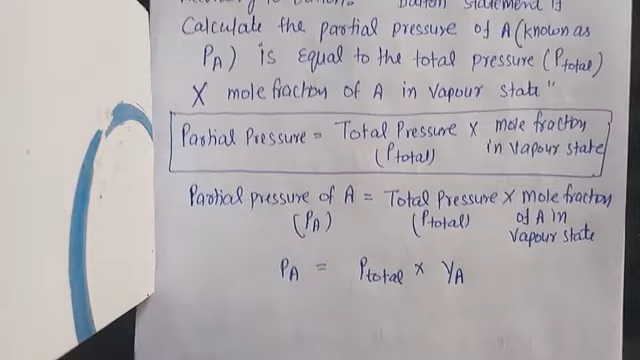 Dalton statement is
Calculate the partial pressure of A (known as
PA) is equal to the total pressure (Ptotal)
X mole fraction of A in vapour state"
Partial Pressure = Total Pressure X mole fraction
(Ptotal) in vapour state
Partial pressure of A = Total Pressure X mole fraction
(PA) (Ptotal) of A in
vapour state
PA = Ptotal x YA